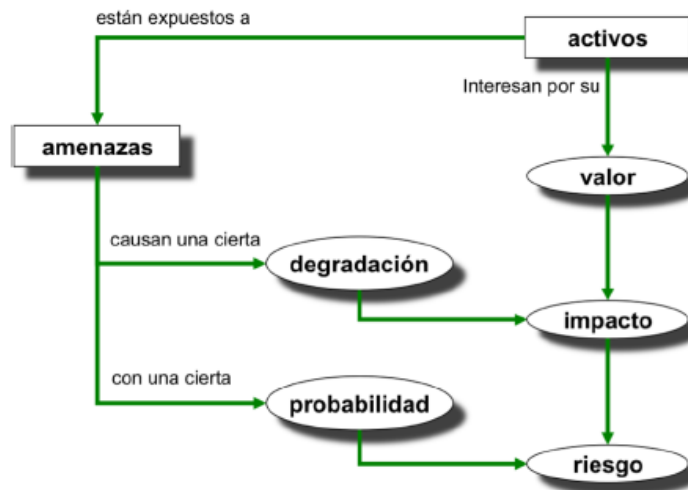 están expuestos a
activos
Interesan por su
amenazas
valor
causan una cierta
degradación
impacto
con una cierta
probabilidad
riesgo